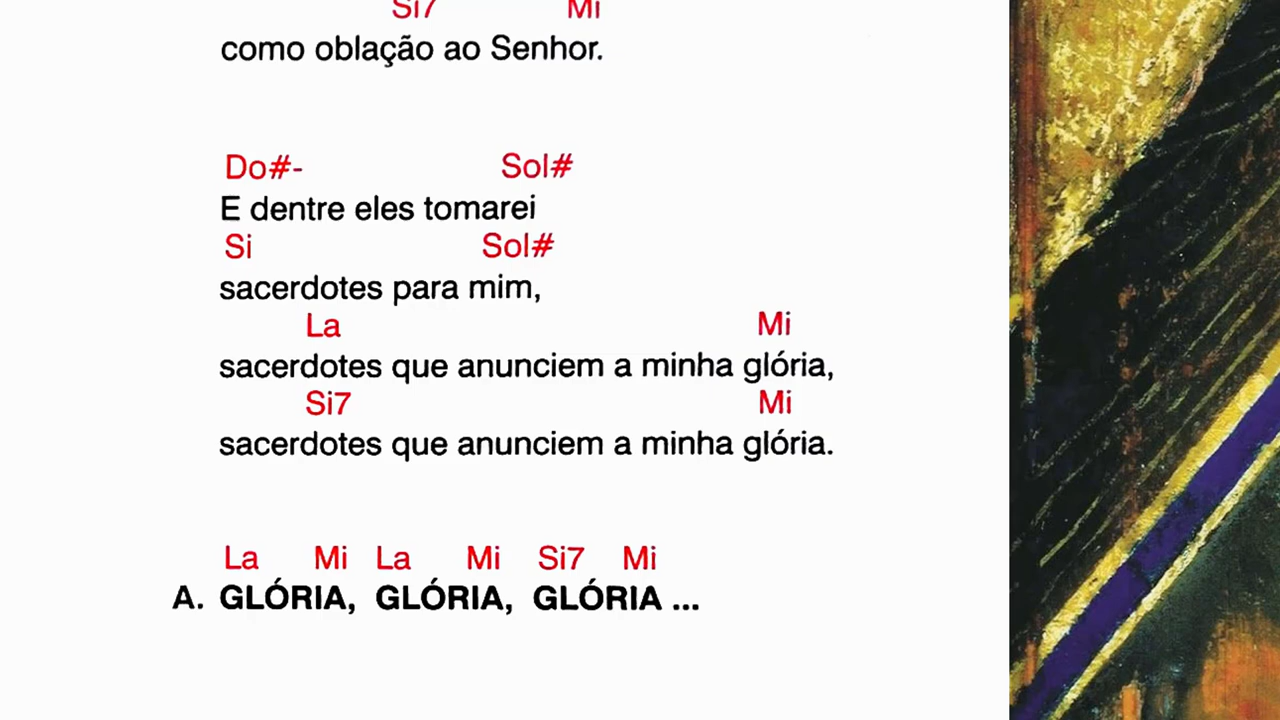 Si7 Mi
como oblação ao Senhor.
Do#- Sol#
E dentre eles tomarei
Si Sol#
sacerdotes para mim,
La Mi
sacerdotes que anunciem a minha glória,
Si7 Mi
sacerdotes que anunciem a minha glória.
La Mi La Mi Si7 Mi
A. GLÓRIA, GLÓRIA, GLÓRIA ...